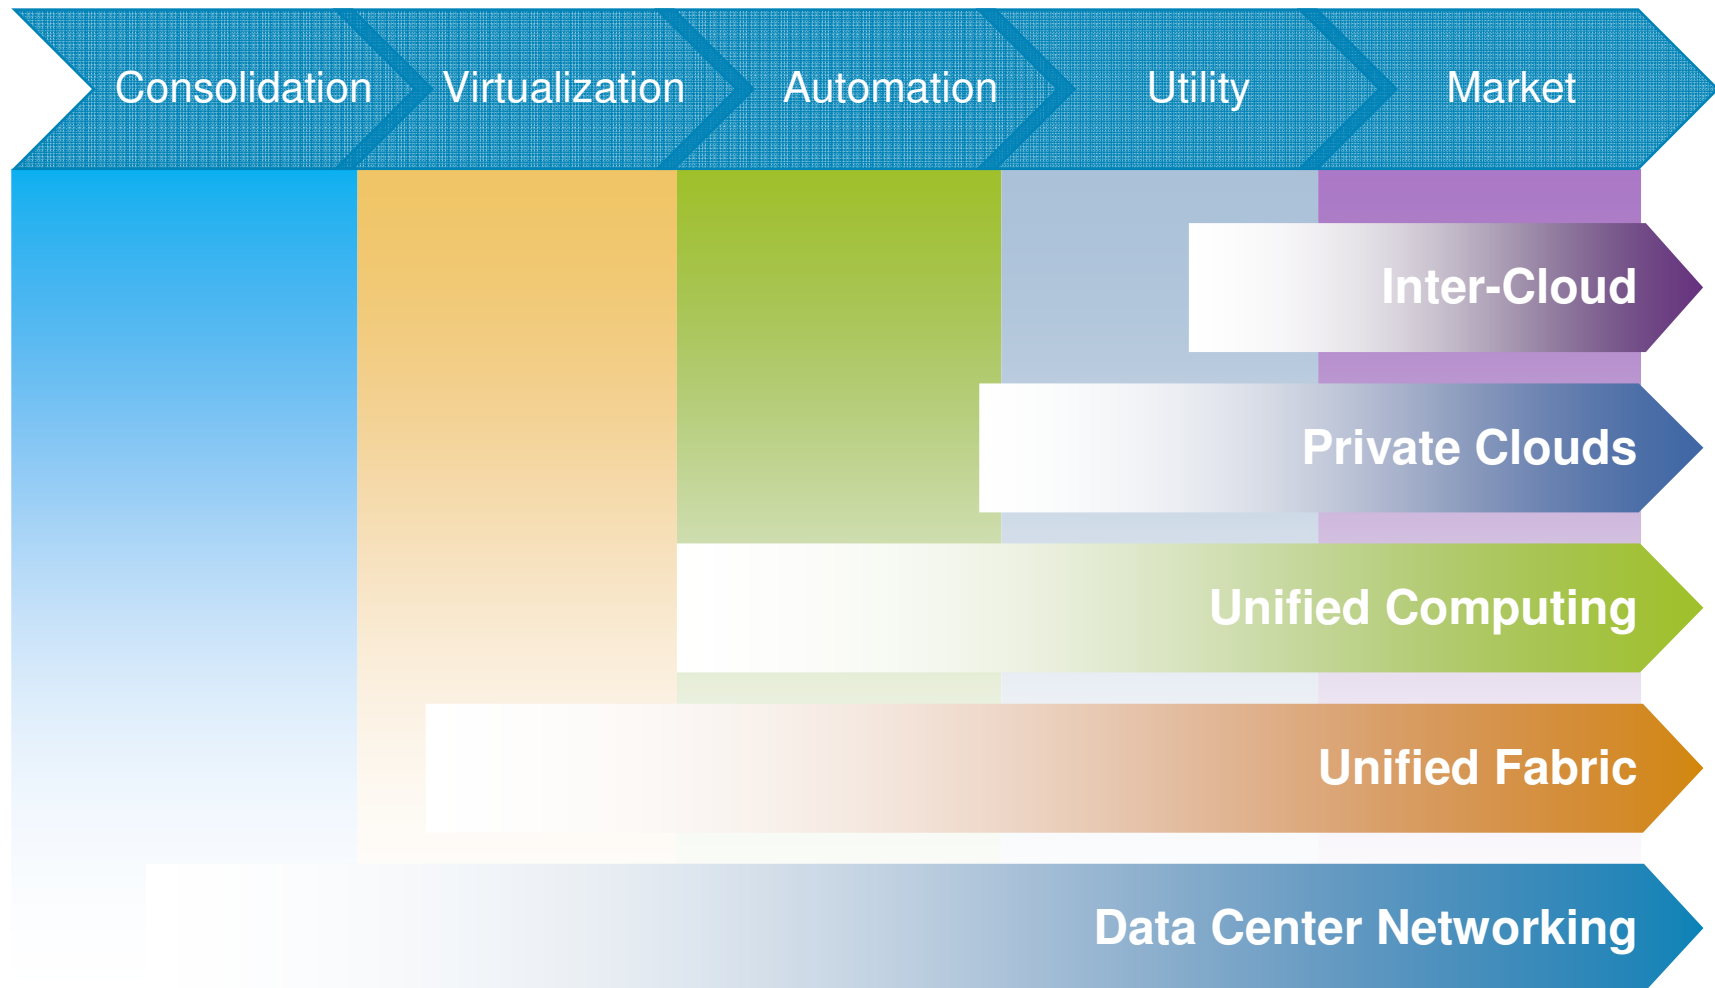 Consolidation
Virtualization
Automation
Utility
Market
Inter-Cloud
Private Clouds
Unified Computing
Unified Fabric
Data Center Networking